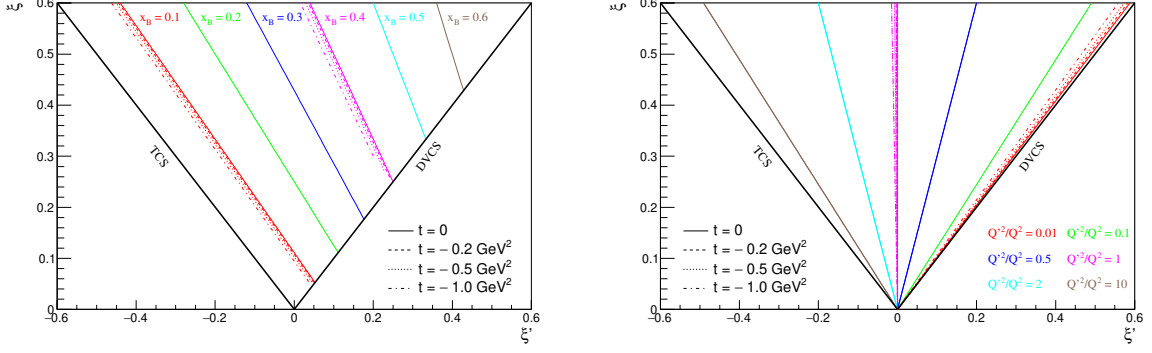 ξ
x_B = 0.1 x_B = 0.2 x_B = 0.3 x_B = 0.4 x_B = 0.5 x_B = 0.6
0.6
0.5
0.4
0.3
0.2
0.1
0
TCS
DVCS
t = 0
t = − 0.2 GeV²
t = − 0.5 GeV²
t = − 1.0 GeV²
−0.6 −0.4 −0.2 0 0.2 0.4 0.6
ξ'
ξ
0.6
0.5
0.4
0.3
0.2
0.1
0
TCS
DVCS
t = 0
t = − 0.2 GeV²
t = − 0.5 GeV²
t = − 1.0 GeV²
Q'²/Q² = 0.01 Q'²/Q² = 0.1
Q'²/Q² = 0.5 Q'²/Q² = 1
Q'²/Q² = 2 Q'²/Q² = 10
−0.6 −0.4 −0.2 0 0.2 0.4 0.6
ξ'